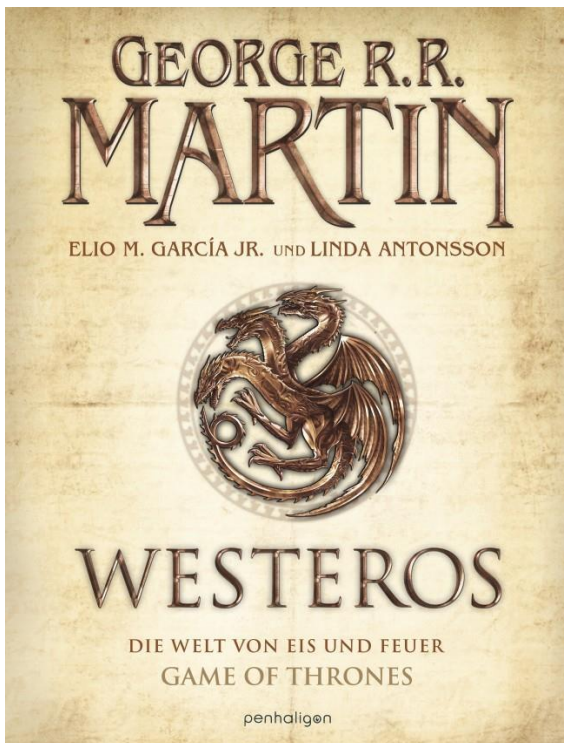 GEORGE R.R.
MARTIN
ELIO M. GARCÍA JR. UND LINDA ANTONSSON
WESTEROS
DIE WELT VON EIS UND FEUER
GAME OF THRONES
penhaligon